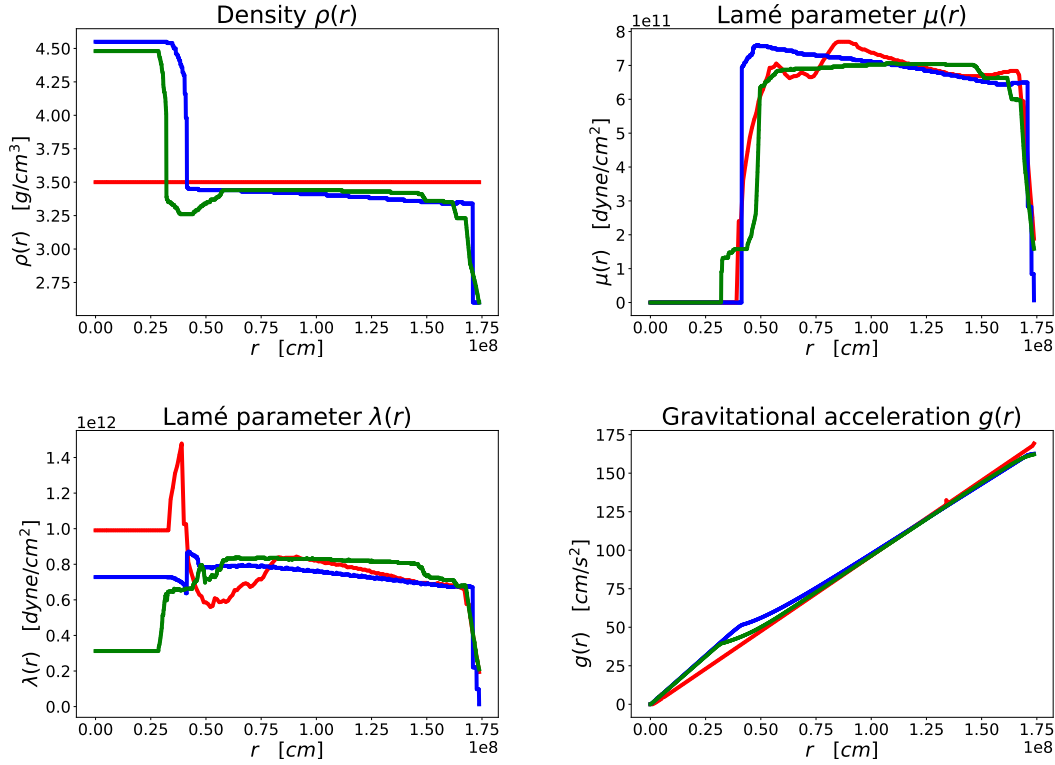 Density ρ(r)
4.50
4.25
4.00
3.75
3.50
3.25
3.00
2.75
ρ(r) [g/cm³]
0.00 0.25 0.50 0.75 1.00 1.25 1.50 1.75
1e8
r [cm]
Lamé parameter μ(r)
1e11
8
7
6
5
4
3
2
1
0
μ(r) [dyne/cm²]
0.00 0.25 0.50 0.75 1.00 1.25 1.50 1.75
1e8
r [cm]
Lamé parameter λ(r)
1e12
1.4
1.2
1.0
0.8
0.6
0.4
0.2
0.0
λ(r) [dyne/cm²]
0.00 0.25 0.50 0.75 1.00 1.25 1.50 1.75
1e8
r [cm]
Gravitational acceleration g(r)
175
150
125
100
75
50
25
0
g(r) [cm/s²]
0.00 0.25 0.50 0.75 1.00 1.25 1.50 1.75
1e8
r [cm]